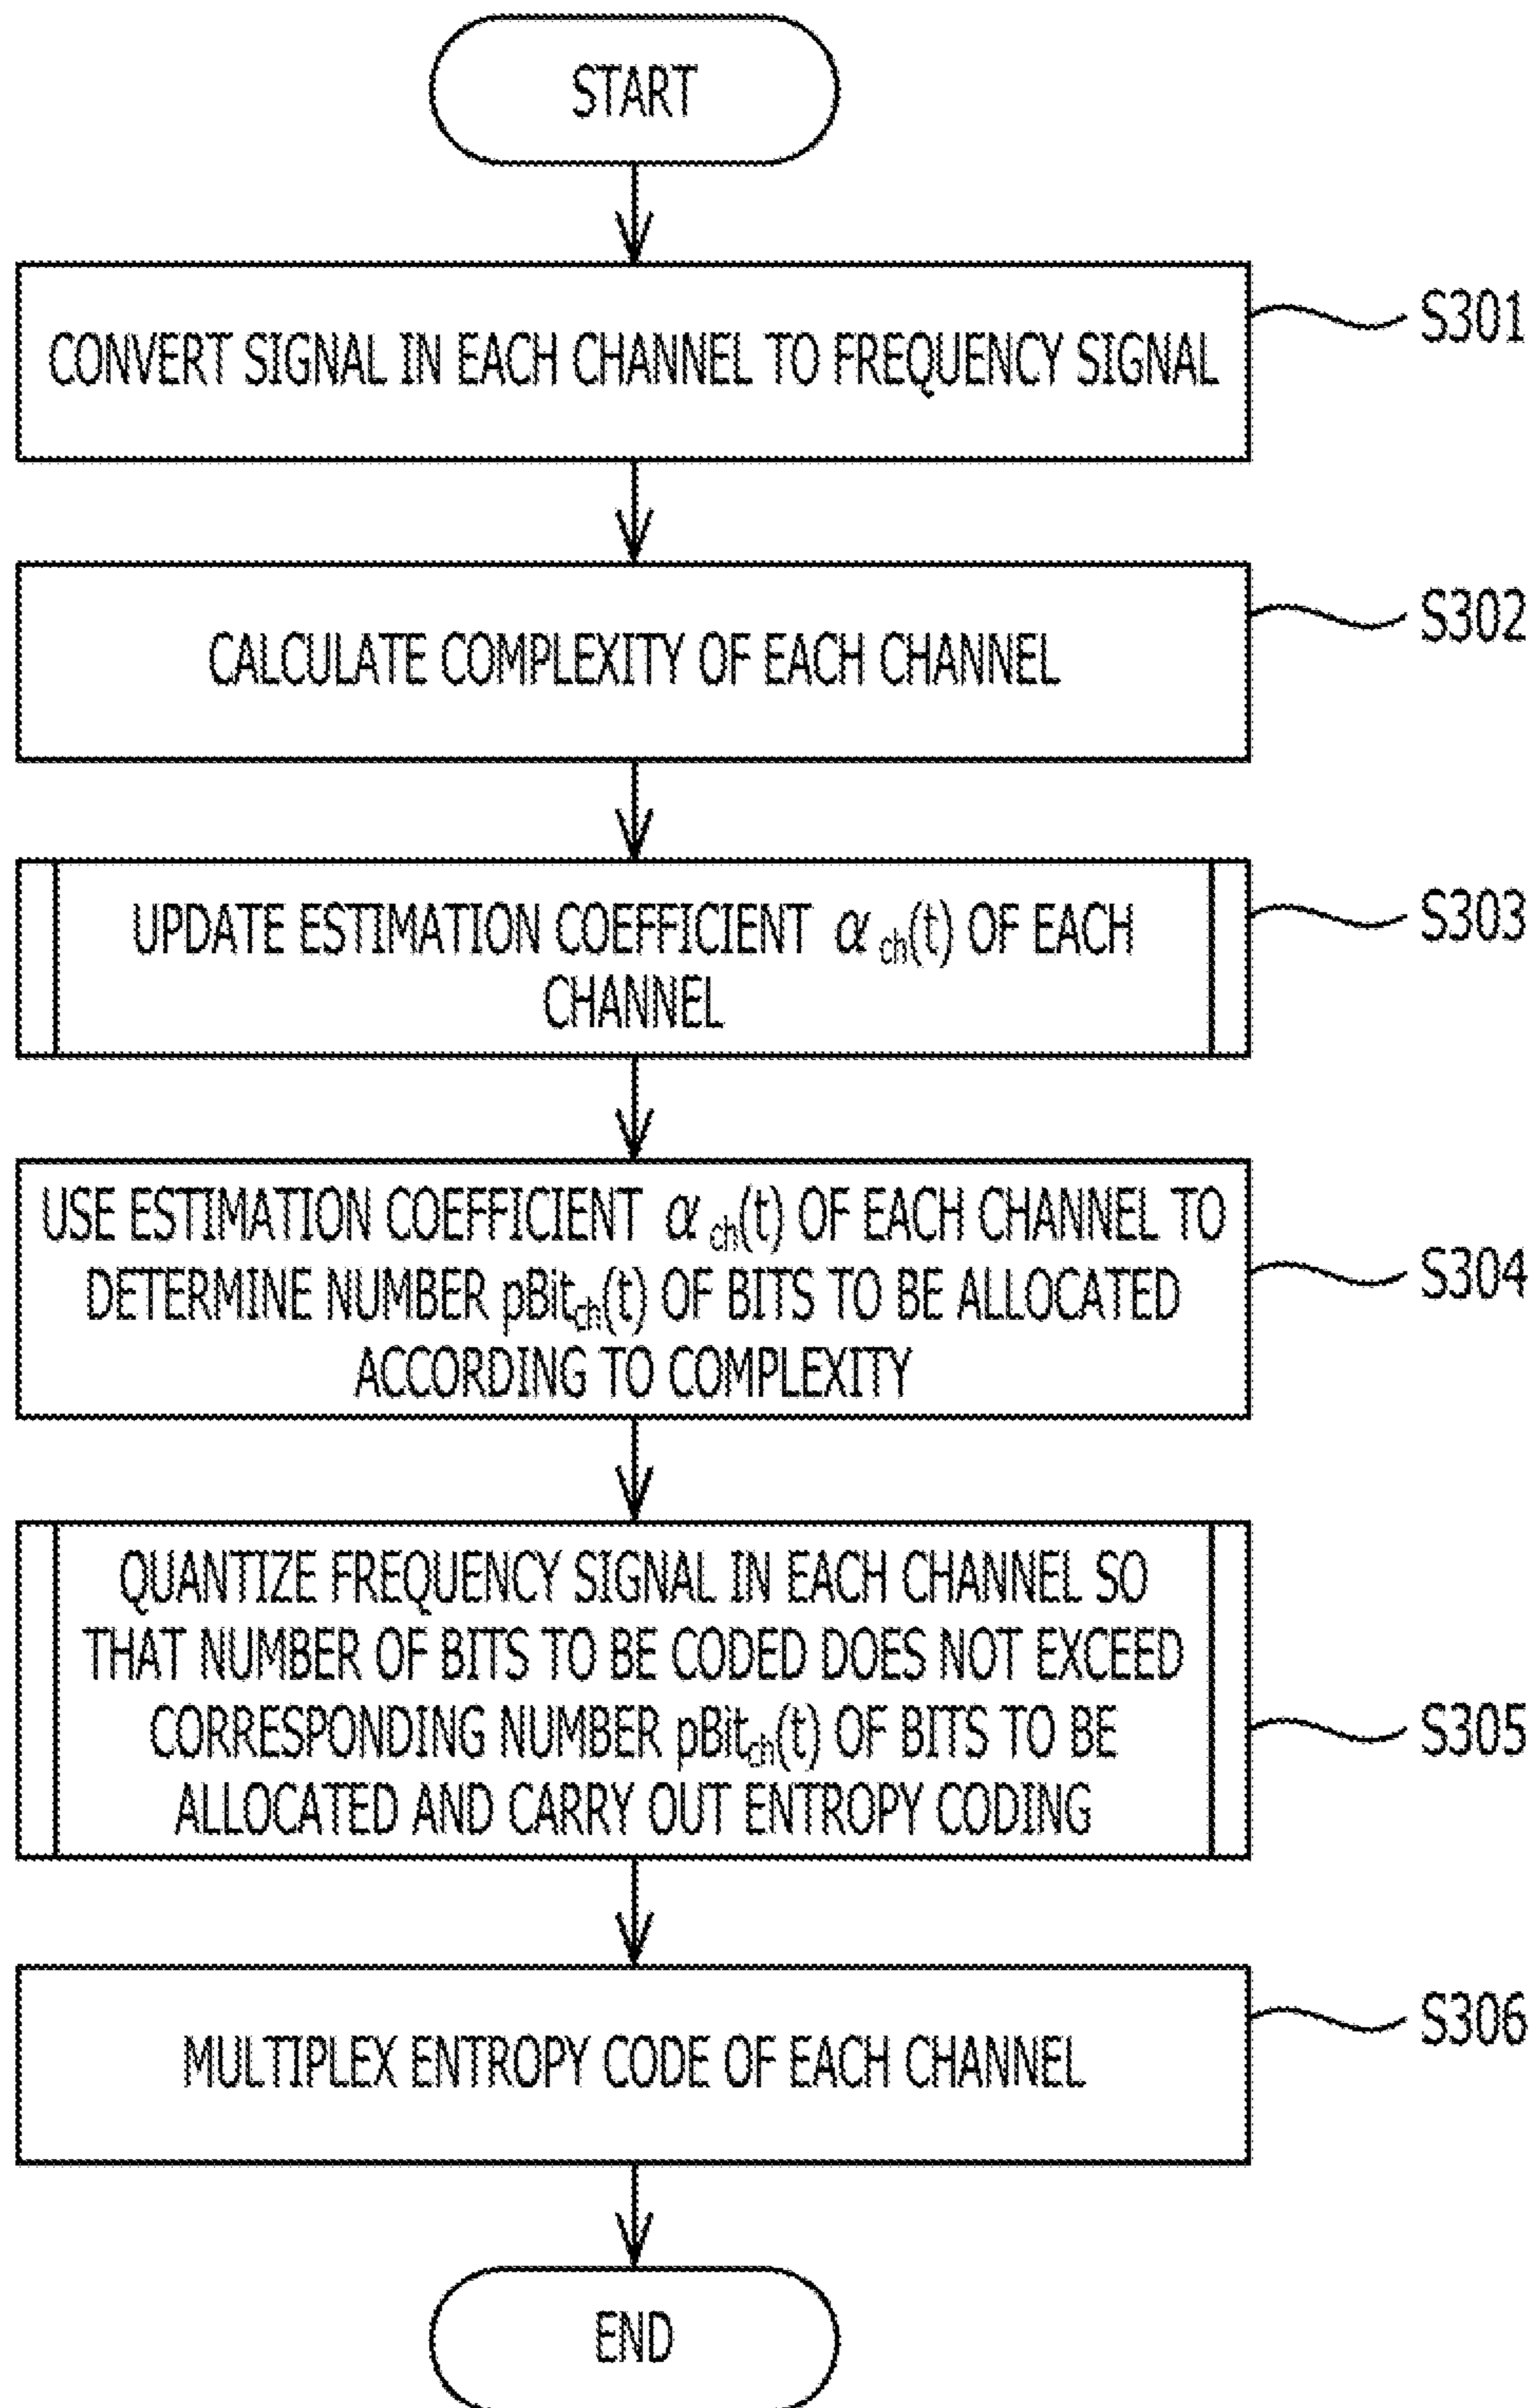 START
CONVERT SIGNAL IN EACH CHANNEL TO FREQUENCY SIGNAL
S301
CALCULATE COMPLEXITY OF EACH CHANNEL
S302
UPDATE ESTIMATION COEFFICIENT α ch(t) OF EACH
CHANNEL
S303
USE ESTIMATION COEFFICIENT α ch(t) OF EACH CHANNEL TO
DETERMINE NUMBER pBitch(t) OF BITS TO BE ALLOCATED
ACCORDING TO COMPLEXITY
S304
QUANTIZE FREQUENCY SIGNAL IN EACH CHANNEL SO
THAT NUMBER OF BITS TO BE CODED DOES NOT EXCEED
CORRESPONDING NUMBER pBitch(t) OF BITS TO BE
ALLOCATED AND CARRY OUT ENTROPY CODING
S305
MULTIPLEX ENTROPY CODE OF EACH CHANNEL
S306
END